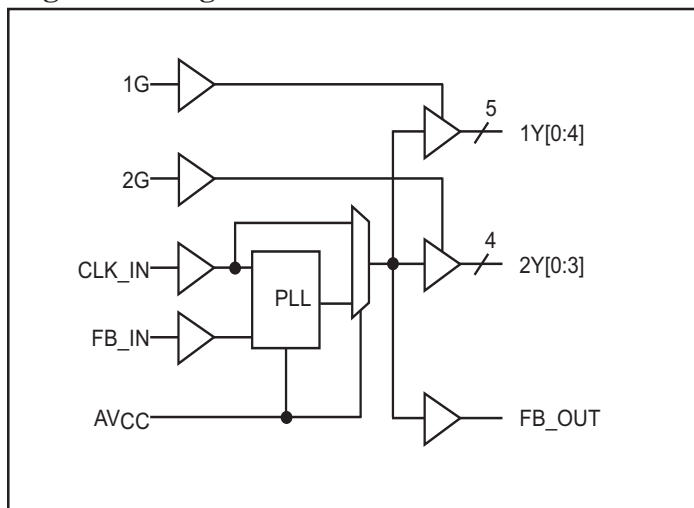 1G
5
1Y[0:4]
2G
4
2Y[0:3]
CLK_IN
PLL
FB_IN
AVCC
FB_OUT